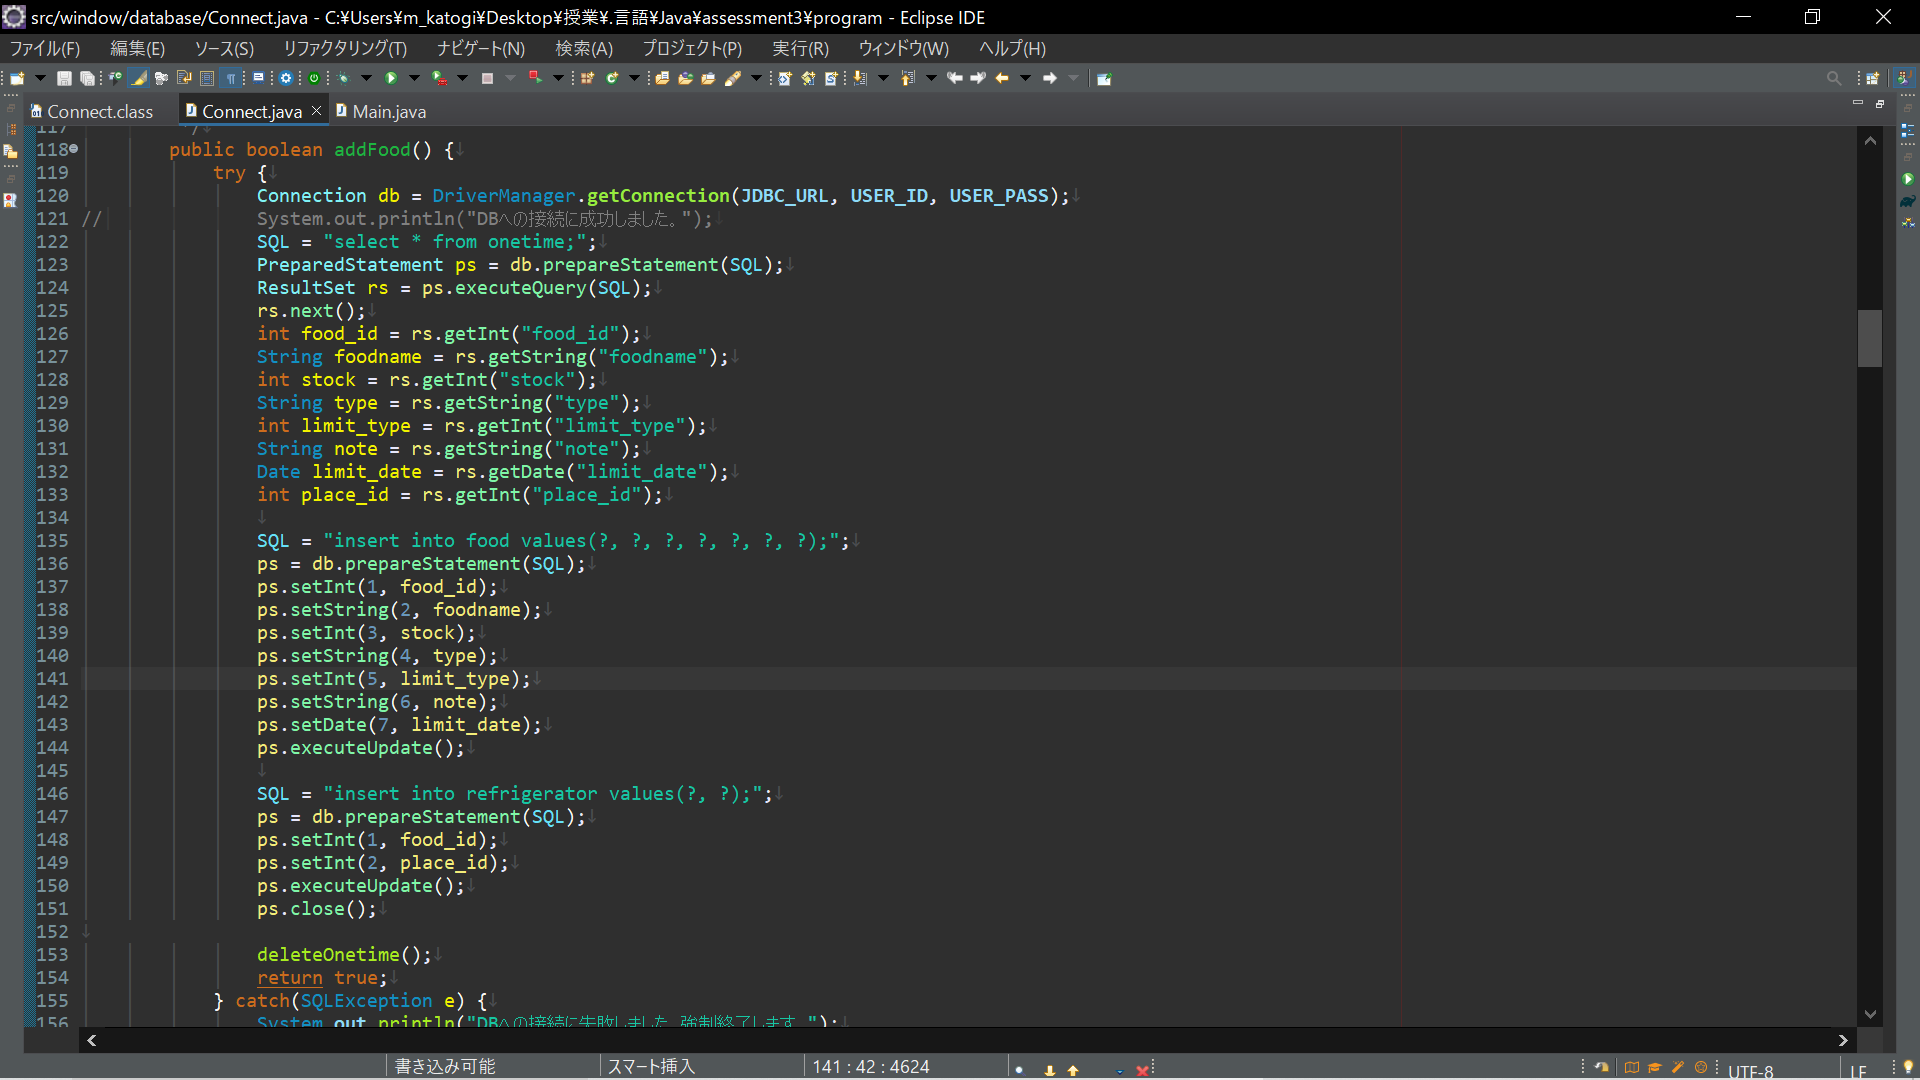 src/window/database/Connect.java - C:¥Users¥m_katogi¥Desktop¥授業¥.言語¥Java¥assessment3¥program - Eclipse IDE
ファイル(F) 編集(E) ソース(S) リファクタリング(T) ナビゲート(N) 検索(A) プロジェクト(P) 実行(R) ウィンドウ(W) ヘルプ(H)
Connect.class Connect.java Main.java
117 */
118 public boolean addFood() {
119 try {
120 Connection db = DriverManager.getConnection(JDBC_URL, USER_ID, USER_PASS);
121 // System.out.println("DBへの接続に成功しました。");
122 SQL = "select * from onetime;";
123 PreparedStatement ps = db.prepareStatement(SQL);
124 ResultSet rs = ps.executeQuery(SQL);
125 rs.next();
126 int food_id = rs.getInt("food_id");
127 String foodname = rs.getString("foodname");
128 int stock = rs.getInt("stock");
129 String type = rs.getString("type");
130 int limit_type = rs.getInt("limit_type");
131 String note = rs.getString("note");
132 Date limit_date = rs.getDate("limit_date");
133 int place_id = rs.getInt("place_id");
134
135 SQL = "insert into food values(?, ?, ?, ?, ?, ?, ?);";
136 ps = db.prepareStatement(SQL);
137 ps.setInt(1, food_id);
138 ps.setString(2, foodname);
139 ps.setInt(3, stock);
140 ps.setString(4, type);
141 ps.setInt(5, limit_type);
142 ps.setString(6, note);
143 ps.setDate(7, limit_date);
144 ps.executeUpdate();
145
146 SQL = "insert into refrigerator values(?, ?);";
147 ps = db.prepareStatement(SQL);
148 ps.setInt(1, food_id);
149 ps.setInt(2, place_id);
150 ps.executeUpdate();
151 ps.close();
152
153 deleteOnetime();
154 return true;
155 } catch(SQLException e) {
156 System.out.println("DBへの接続に失敗しました。強制終了します。");
書き込み可能 スマート挿入 141 : 42 : 4624 UTF-8 LF